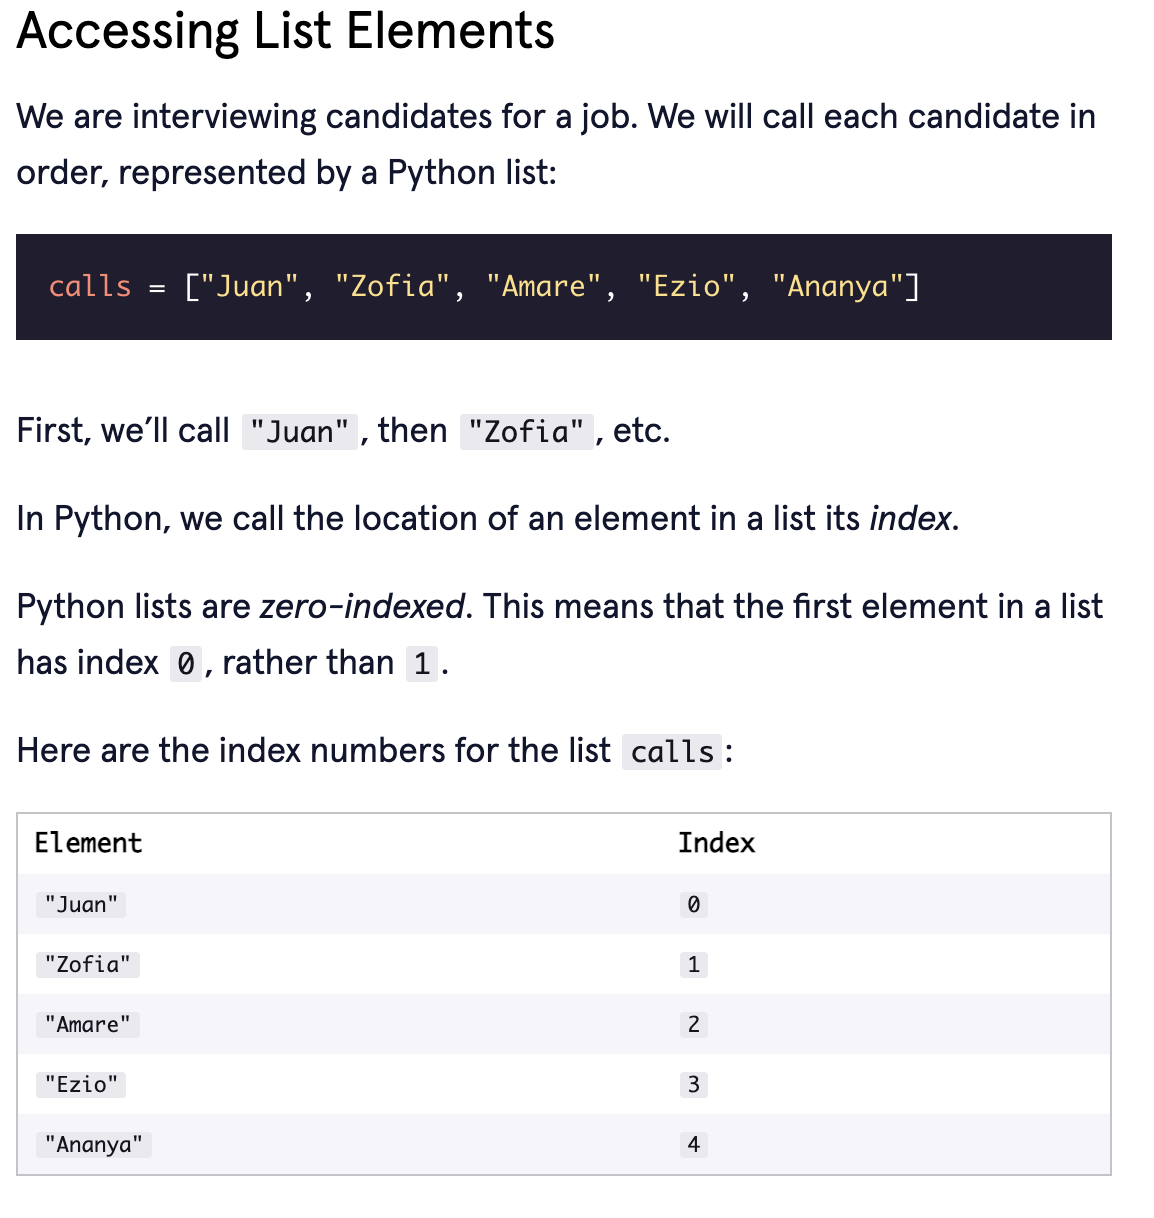 Accessing List Elements
We are interviewing candidates for a job. We will call each candidate in
order, represented by a Python list:
calls = ["Juan", "Zofia", "Amare", "Ezio", "Ananya"]
First, we’ll call "Juan", then "Zofia", etc.
In Python, we call the location of an element in a list its index.
Python lists are zero-indexed. This means that the first element in a list
has index 0, rather than 1.
Here are the index numbers for the list calls:
Element Index
"Juan" 0
"Zofia" 1
"Amare" 2
"Ezio" 3
"Ananya" 4